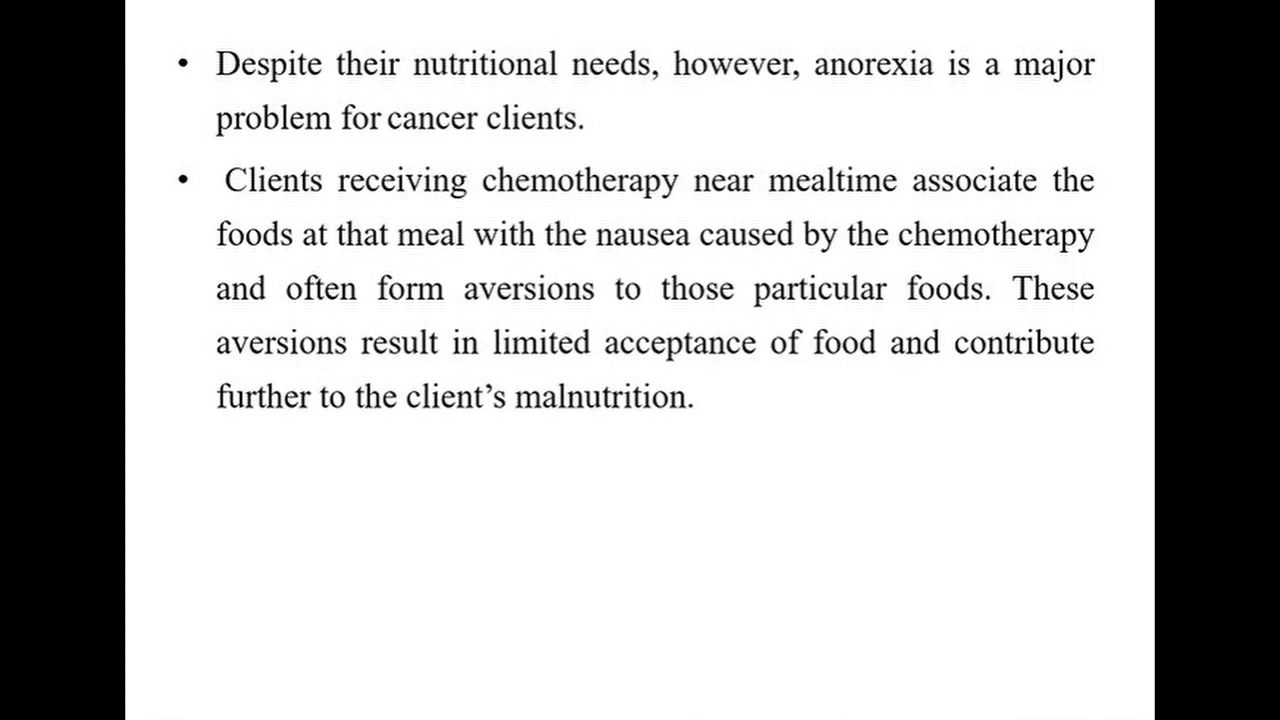 • Despite their nutritional needs, however, anorexia is a major
problem for cancer clients.
• Clients receiving chemotherapy near mealtime associate the
foods at that meal with the nausea caused by the chemotherapy
and often form aversions to those particular foods. These
aversions result in limited acceptance of food and contribute
further to the client’s malnutrition.